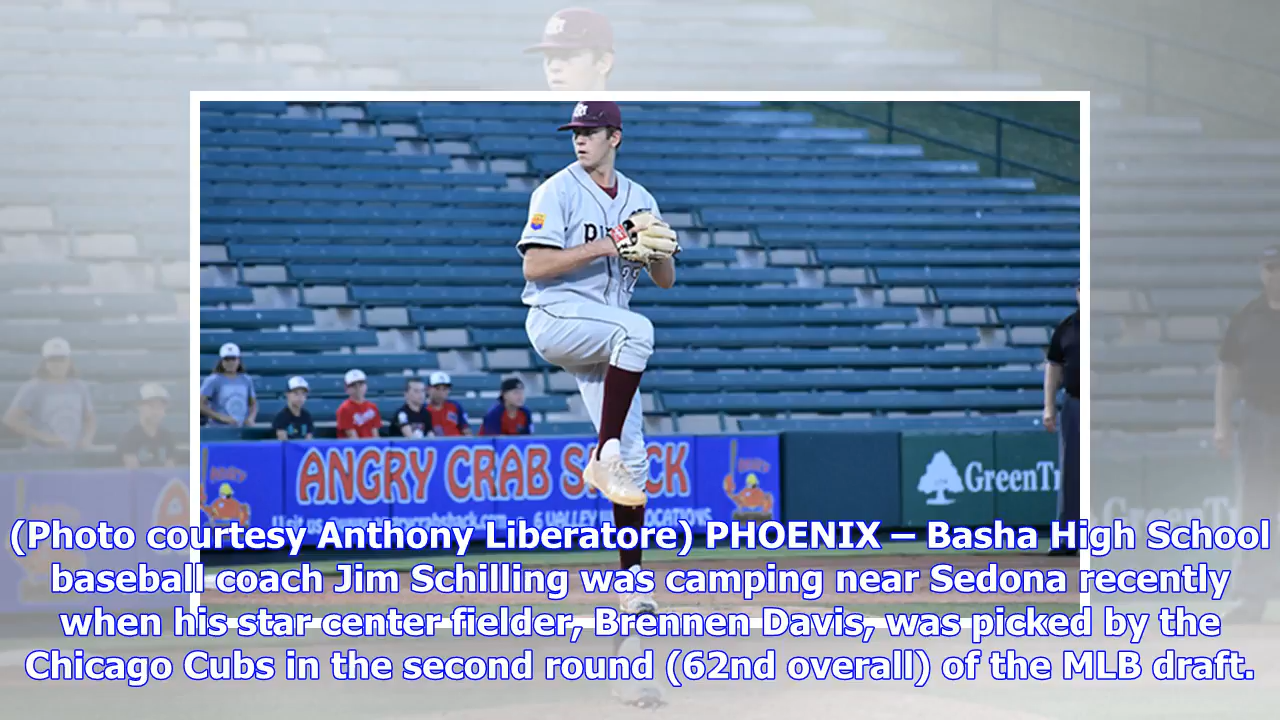 ANGRY CRAB
GreenTr
6 VALLEY
(Photo courtesy Anthony Liberatore) PHOENIX – Basha High School
baseball coach Jim Schilling was camping near Sedona recently
when his star center fielder, Brennen Davis, was picked by the
Chicago Cubs in the second round (62nd overall) of the MLB draft.